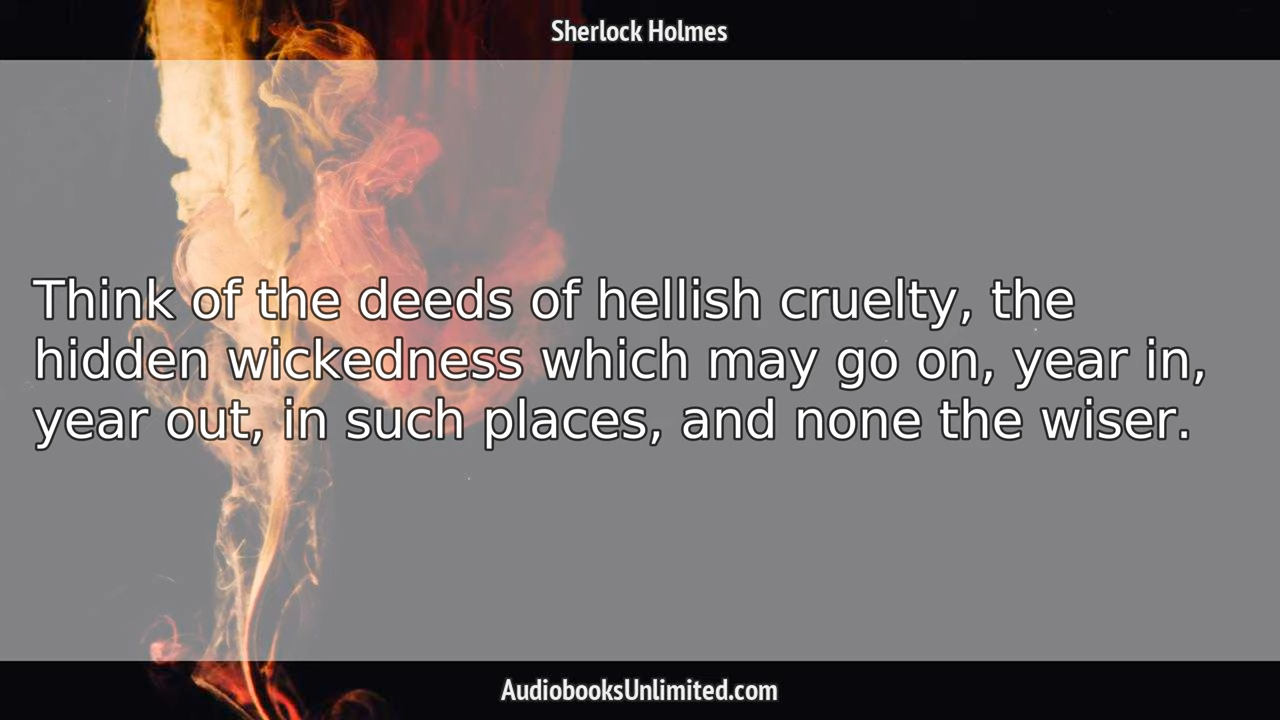 Sherlock Holmes
Think of the deeds of hellish cruelty, the
hidden wickedness which may go on, year in,
year out, in such places, and none the wiser.
AudiobooksUnlimited.com